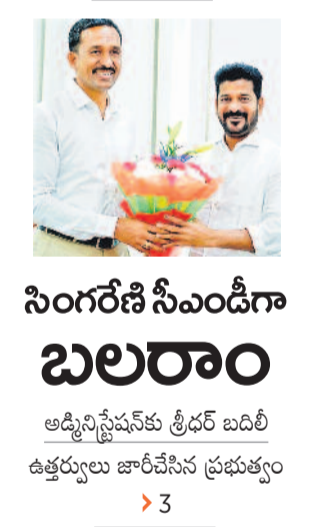 సింగరేణి సీఎండీగా
బలరాం
అడ్మినిస్ట్రేషన్‌కు శ్రీధర్ బదిలీ
ఉత్తర్వులు జారీచేసిన ప్రభుత్వం
> 3